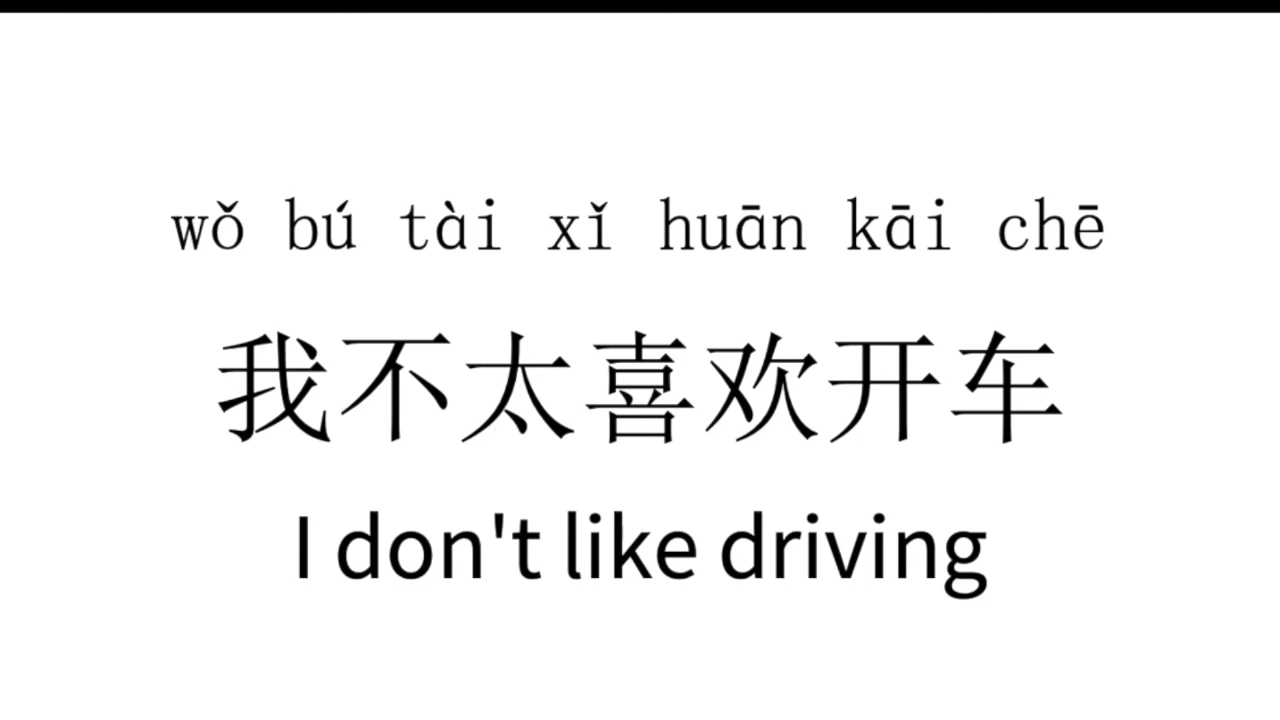 wǒ bú tài xǐ huān kāi chē
我不太喜欢开车
I don't like driving